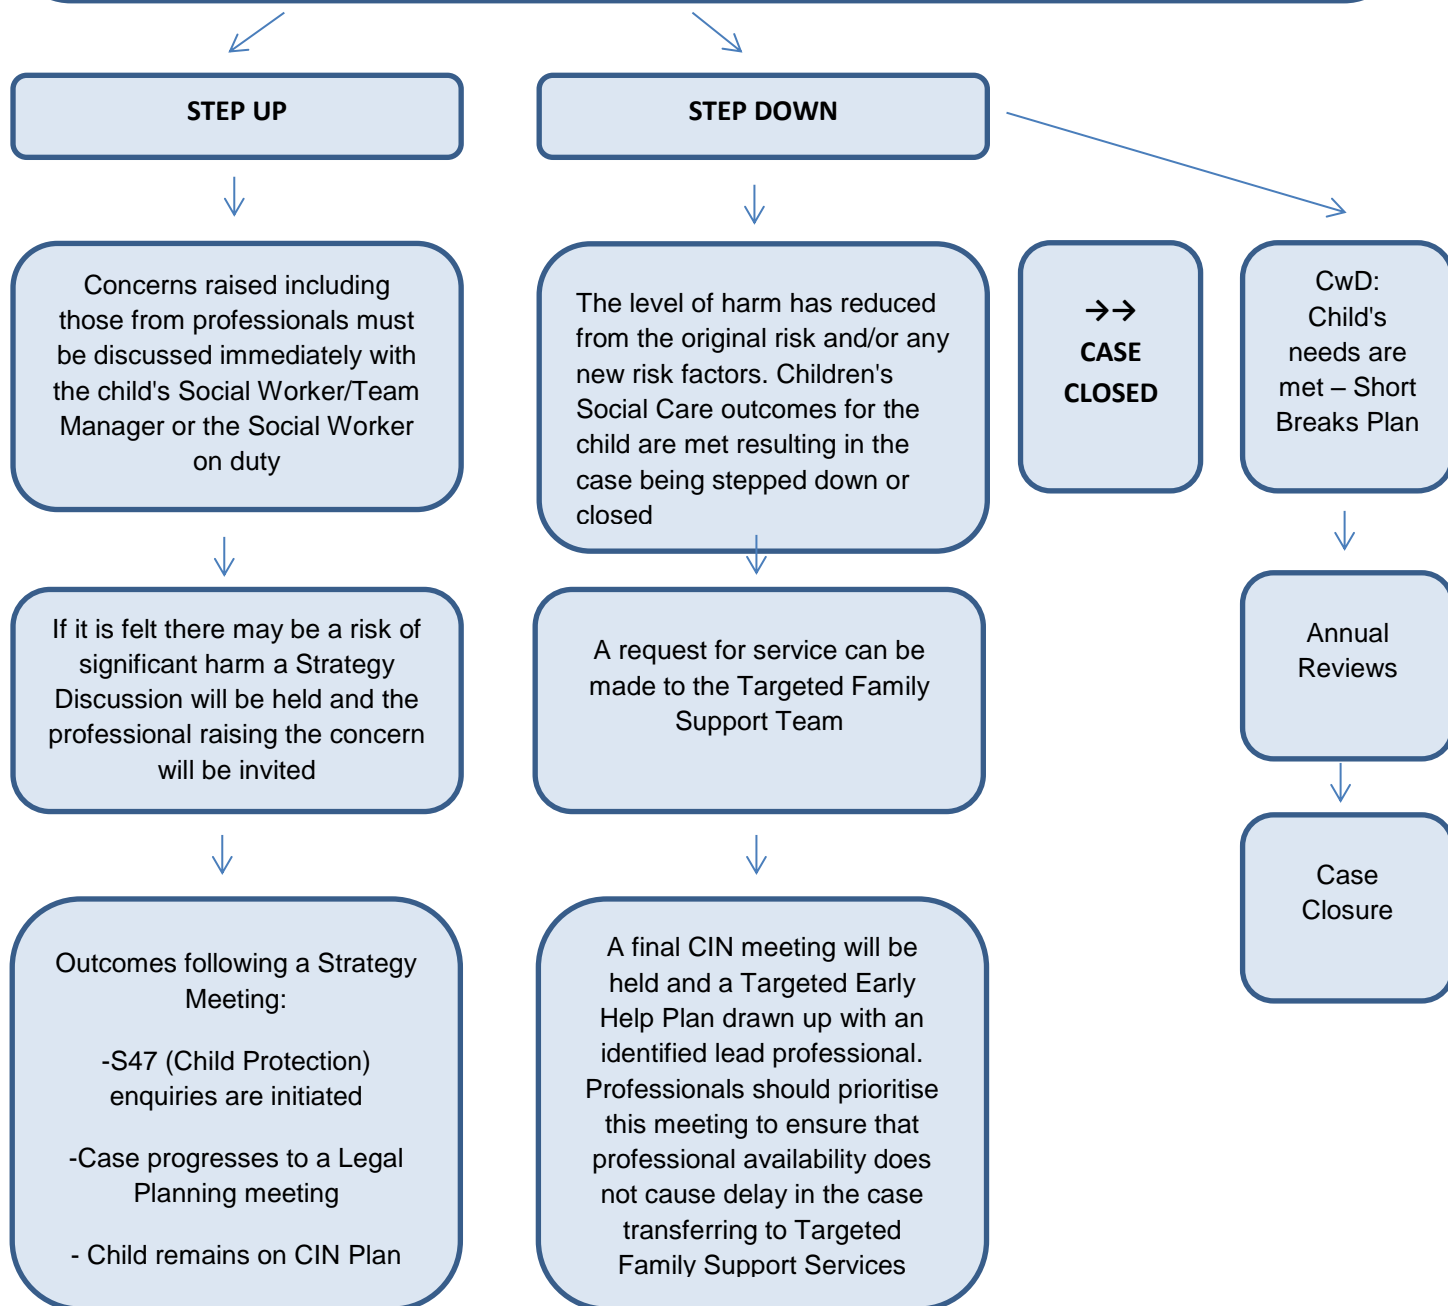 STEP UP
Concerns raised including
those from professionals must
be discussed immediately with
the child's Social Worker/Team
Manager or the Social Worker
on duty
If it is felt there may be a risk of
significant harm a Strategy
Discussion will be held and the
professional raising the concern
will be invited
Outcomes following a Strategy
Meeting:
-S47 (Child Protection)
enquiries are initiated
-Case progresses to a Legal
Planning meeting
- Child remains on CIN Plan
STEP DOWN
The level of harm has reduced
from the original risk and/or any
new risk factors. Children's
Social Care outcomes for the
child are met resulting in the
case being stepped down or
closed
A request for service can be
made to the Targeted Family
Support Team
A final CIN meeting will be
held and a Targeted Early
Help Plan drawn up with an
identified lead professional.
Professionals should prioritise
this meeting to ensure that
professional availability does
not cause delay in the case
transferring to Targeted
Family Support Services
→→
CASE
CLOSED
CwD:
Child's
needs are
met – Short
Breaks Plan
Annual
Reviews
Case
Closure